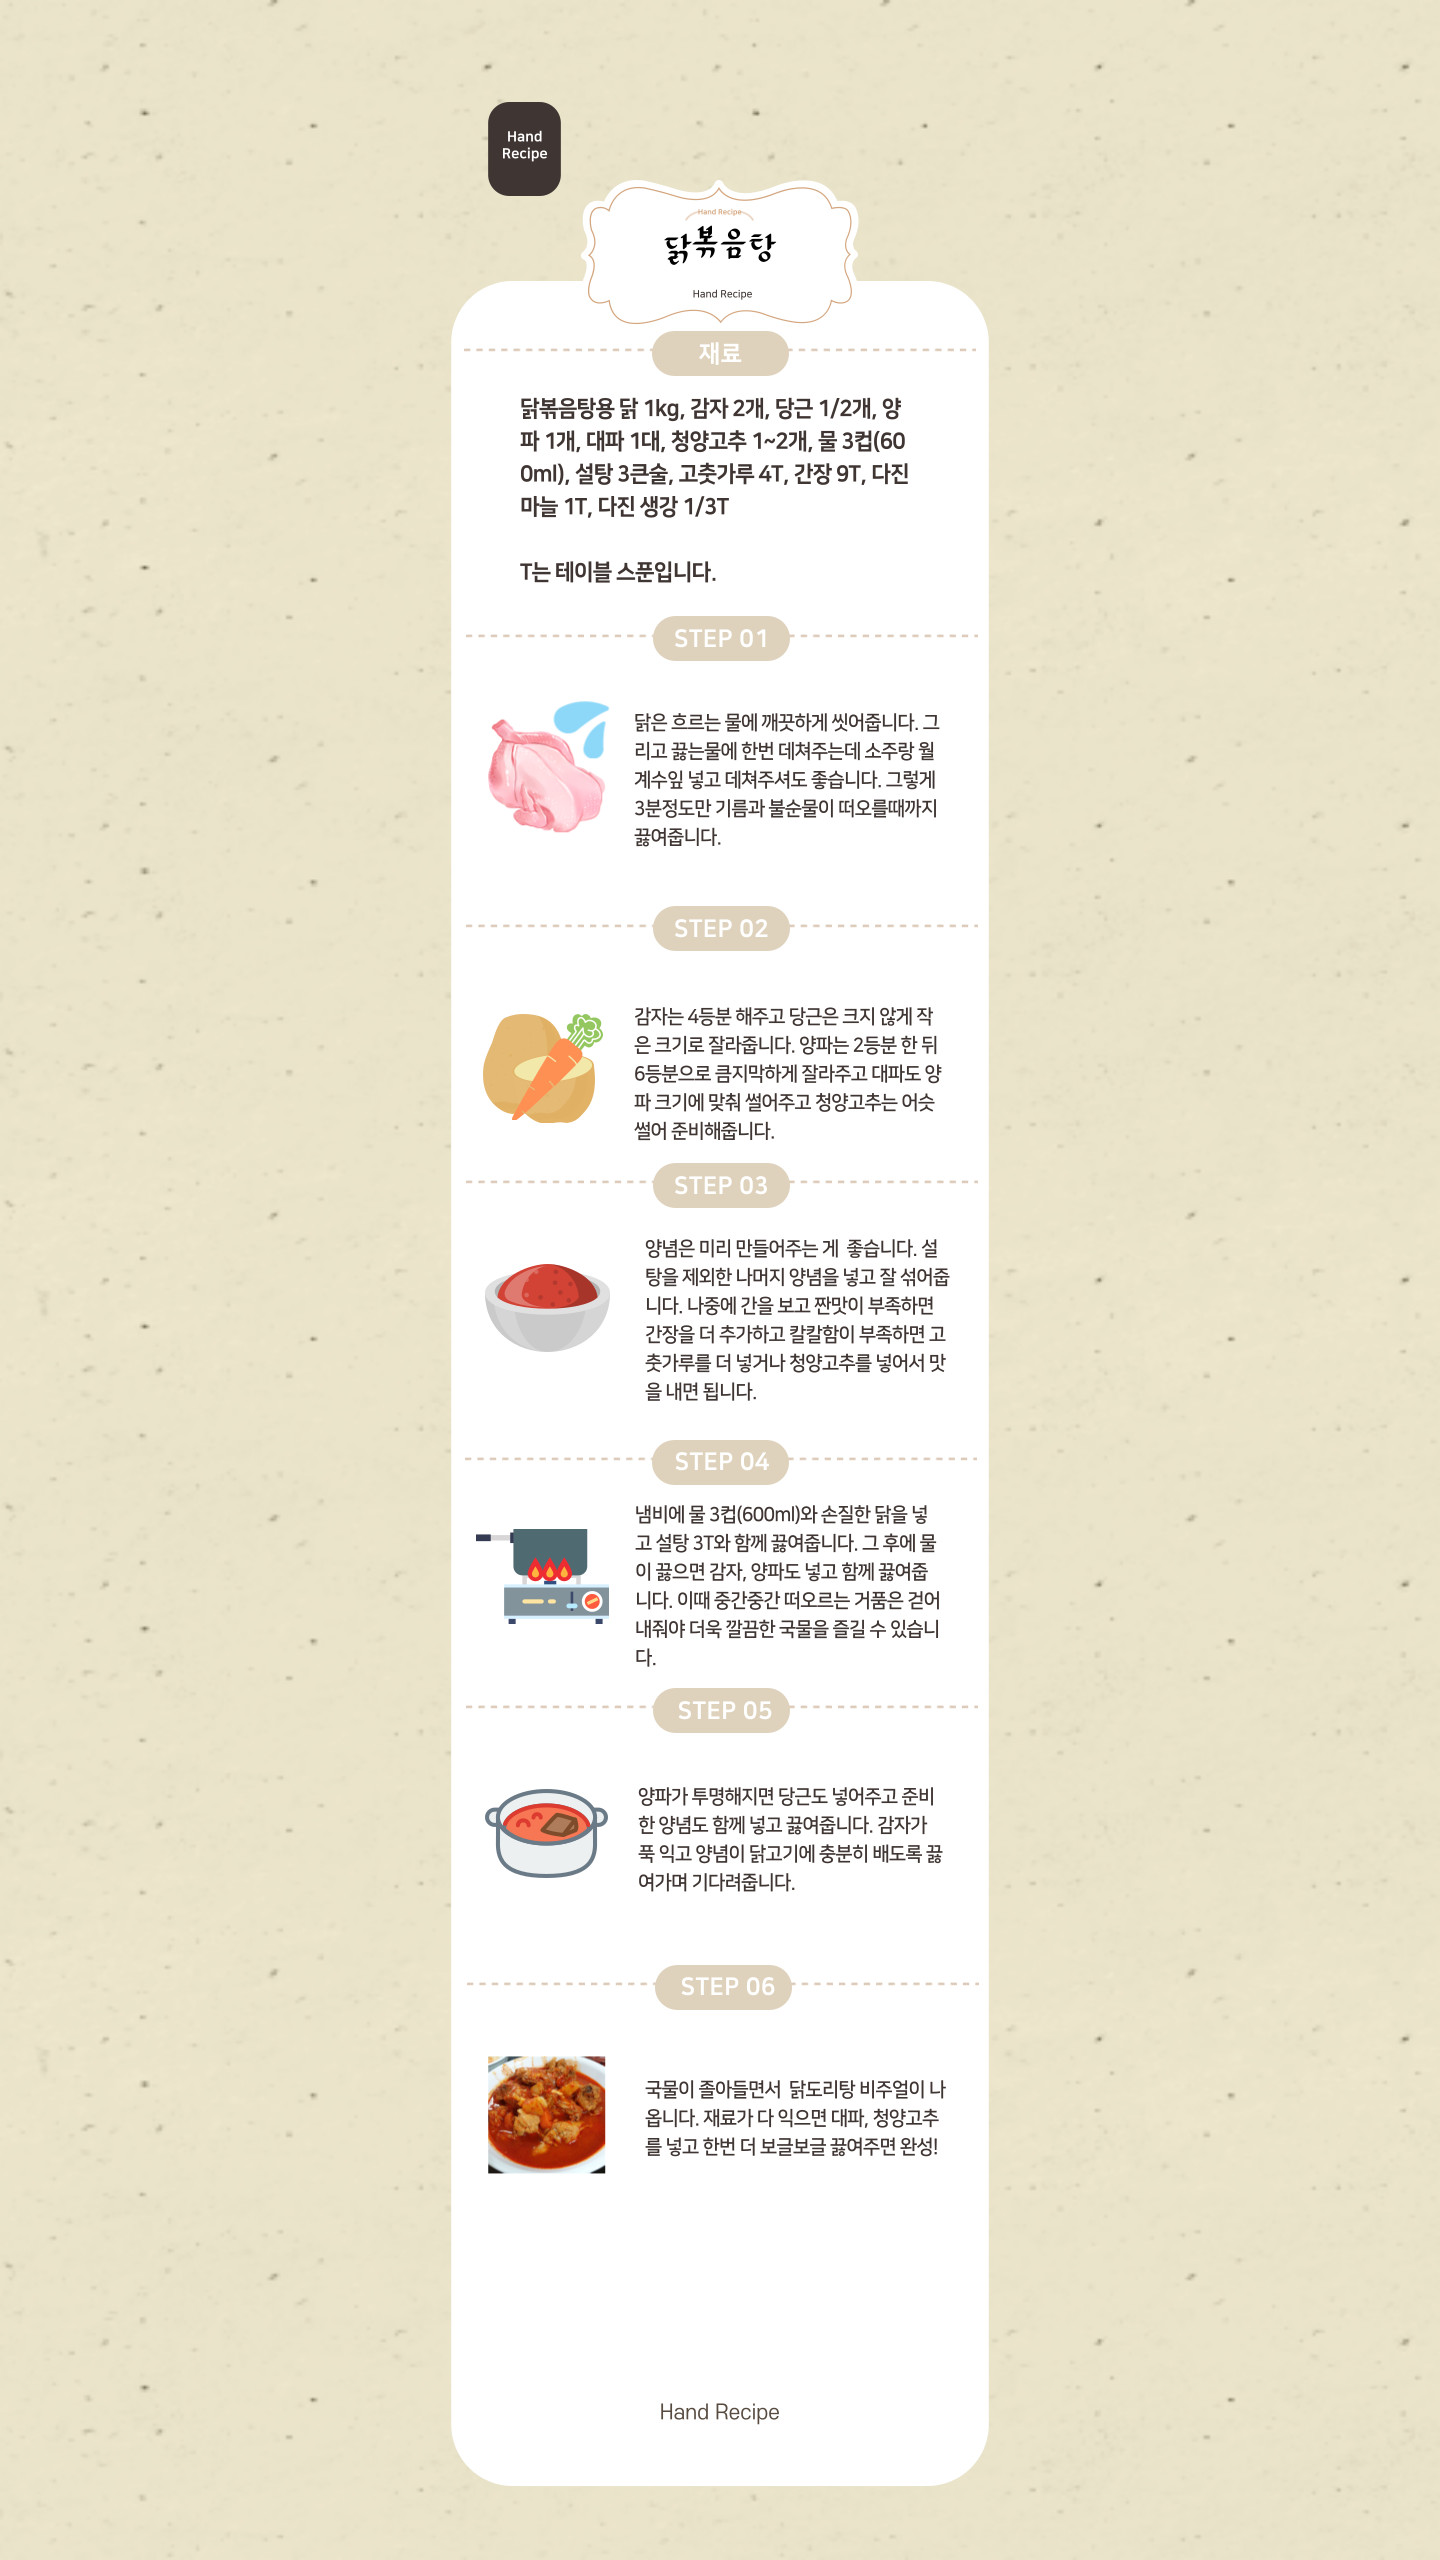 Hand
Recipe
Hand Recipe
닭볶음탕
Hand Recipe
재료
닭볶음탕용 닭 1kg, 감자 2개, 당근 1/2개, 양
파 1개, 대파 1대, 청양고추 1~2개, 물 3컵(60
0ml), 설탕 3큰술, 고춧가루 4T, 간장 9T, 다진
마늘 1T, 다진 생강 1/3T
T는 테이블 스푼입니다.
STEP 01
닭은 흐르는 물에 깨끗하게 씻어줍니다. 그
리고 끓는물에 한번 데쳐주는데 소주랑 월
계수잎 넣고 데쳐주셔도 좋습니다. 그렇게
3분정도만 기름과 불순물이 떠오를때까지
끓여줍니다.
STEP 02
감자는 4등분 해주고 당근은 크지 않게 작
은 크기로 잘라줍니다. 양파는 2등분 한 뒤
6등분으로 큼지막하게 잘라주고 대파도 양
파 크기에 맞춰 썰어주고 청양고추는 어슷
썰어 준비해줍니다.
STEP 03
양념은 미리 만들어주는 게 좋습니다. 설
탕을 제외한 나머지 양념을 넣고 잘 섞어줍
니다. 나중에 간을 보고 짠맛이 부족하면
간장을 더 추가하고 칼칼함이 부족하면 고
춧가루를 더 넣거나 청양고추를 넣어서 맛
을 내면 됩니다.
STEP 04
냄비에 물 3컵(600ml)와 손질한 닭을 넣
고 설탕 3T와 함께 끓여줍니다. 그 후에 물
이 끓으면 감자, 양파도 넣고 함께 끓여줍
니다. 이때 중간중간 떠오르는 거품은 걷어
내줘야 더욱 깔끔한 국물을 즐길 수 있습니
다.
STEP 05
양파가 투명해지면 당근도 넣어주고 준비
한 양념도 함께 넣고 끓여줍니다. 감자가
푹 익고 양념이 닭고기에 충분히 배도록 끓
여가며 기다려줍니다.
STEP 06
국물이 졸아들면서 닭도리탕 비주얼이 나
옵니다. 재료가 다 익으면 대파, 청양고추
를 넣고 한번 더 보글보글 끓여주면 완성!
Hand Recipe